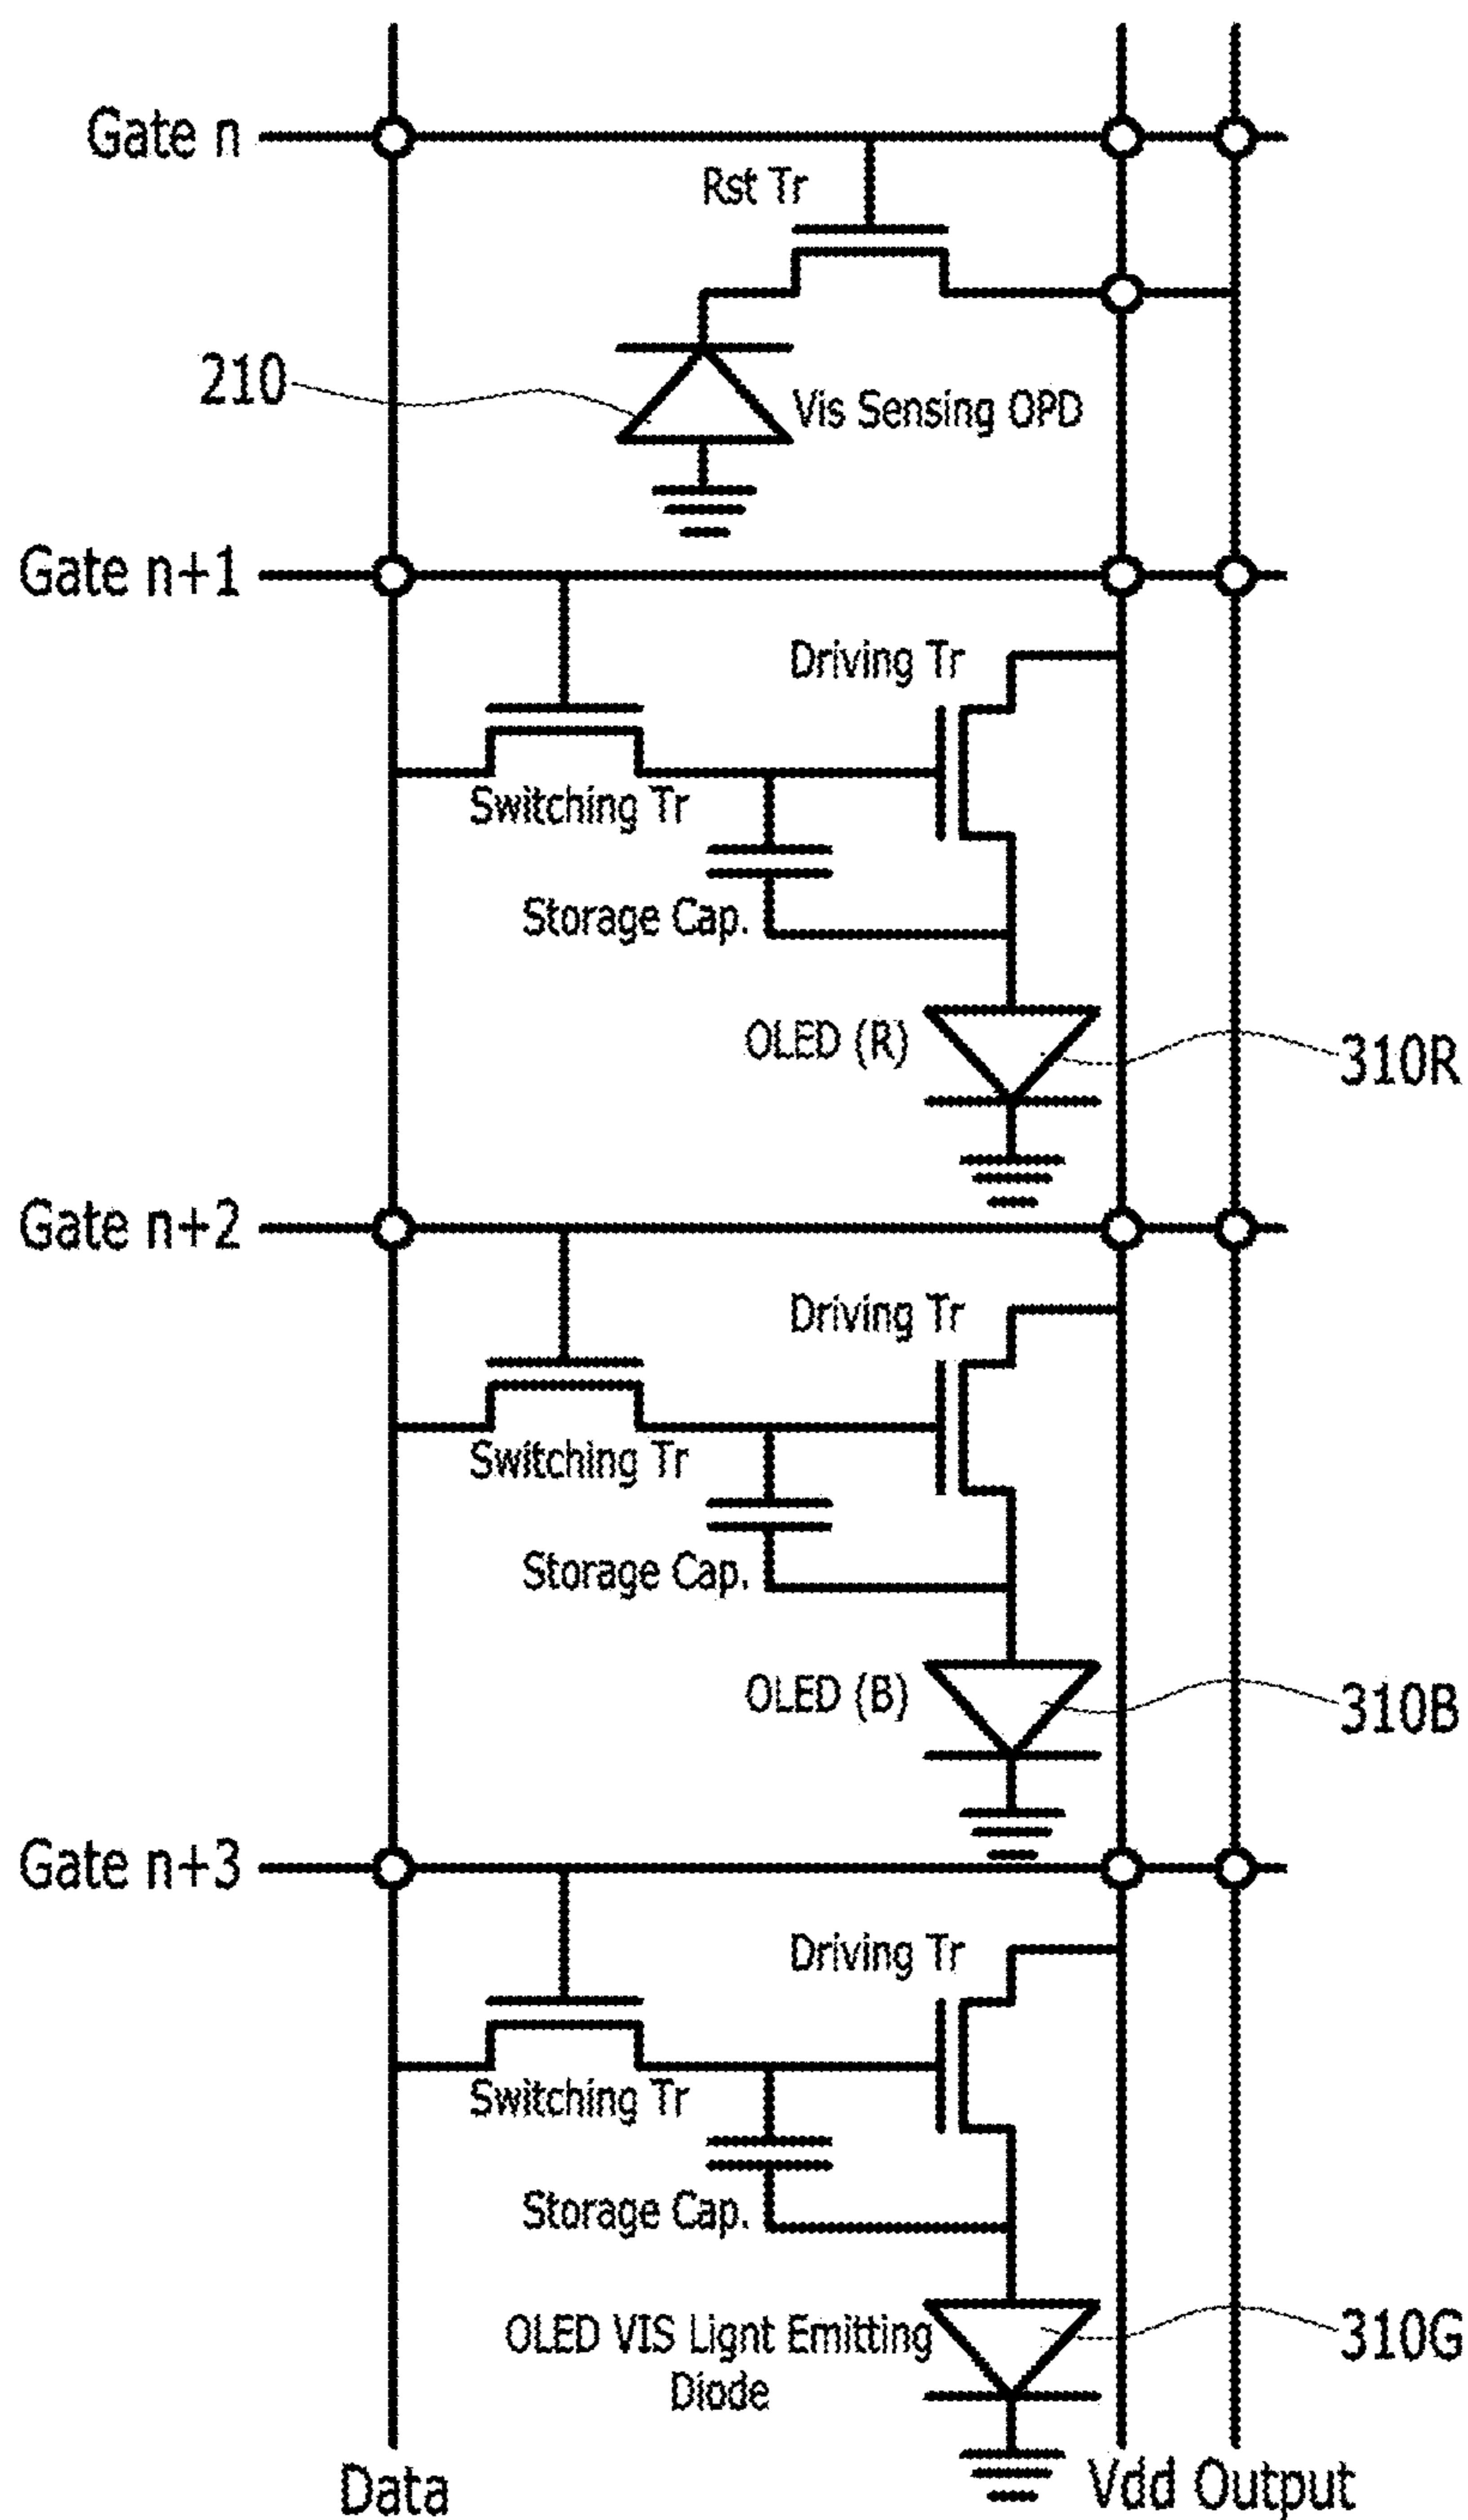 Gate n
Rst Tr
210
Vis Sensing OPD
Gate n+1
Driving Tr
Switching Tr
Storage Cap.
OLED (R)
310R
Gate n+2
Driving Tr
Switching Tr
Storage Cap.
OLED (B)
310B
Gate n+3
Driving Tr
Switching Tr
Storage Cap.
OLED VIS Lignt Emitting
Diode
310G
Data
Vdd Output